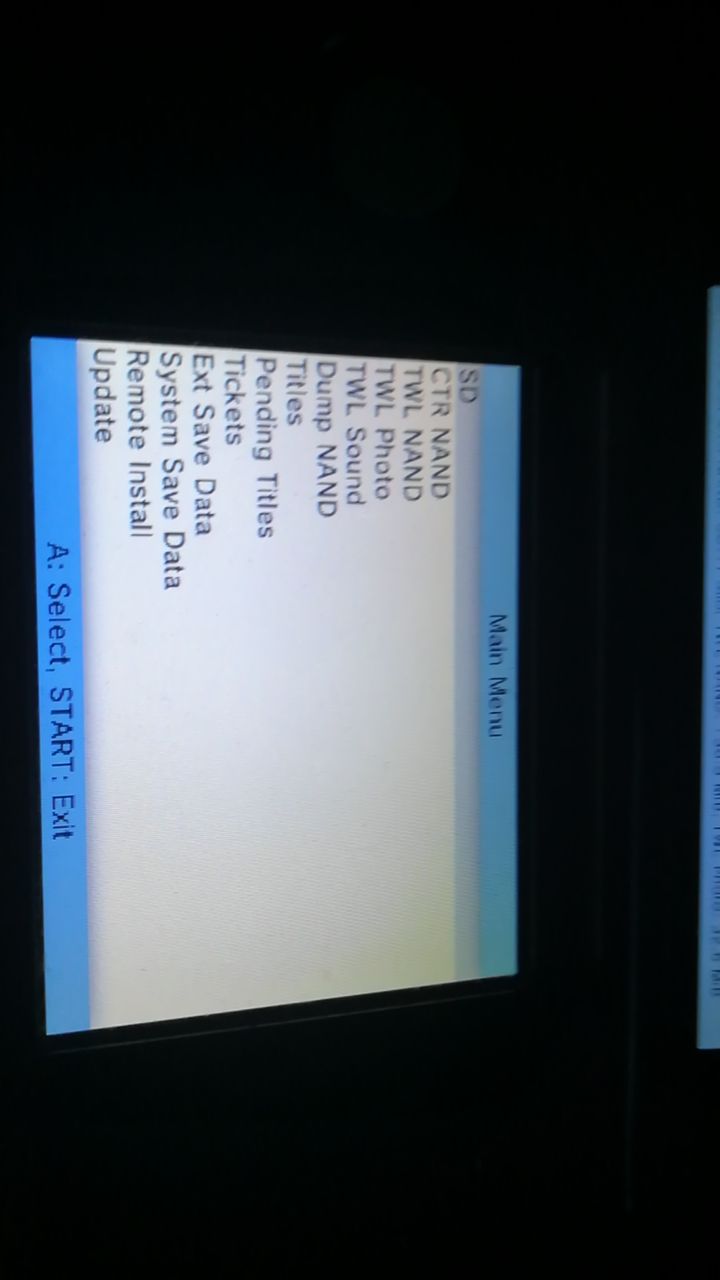 Main Menu
SD
CTR NAND
TWL NAND
TWL Photo
TWL Sound
Dump NAND
Titles
Pending Titles
Tickets
Ext Save Data
System Save Data
Remote Install
Update
A: Select, START: Exit